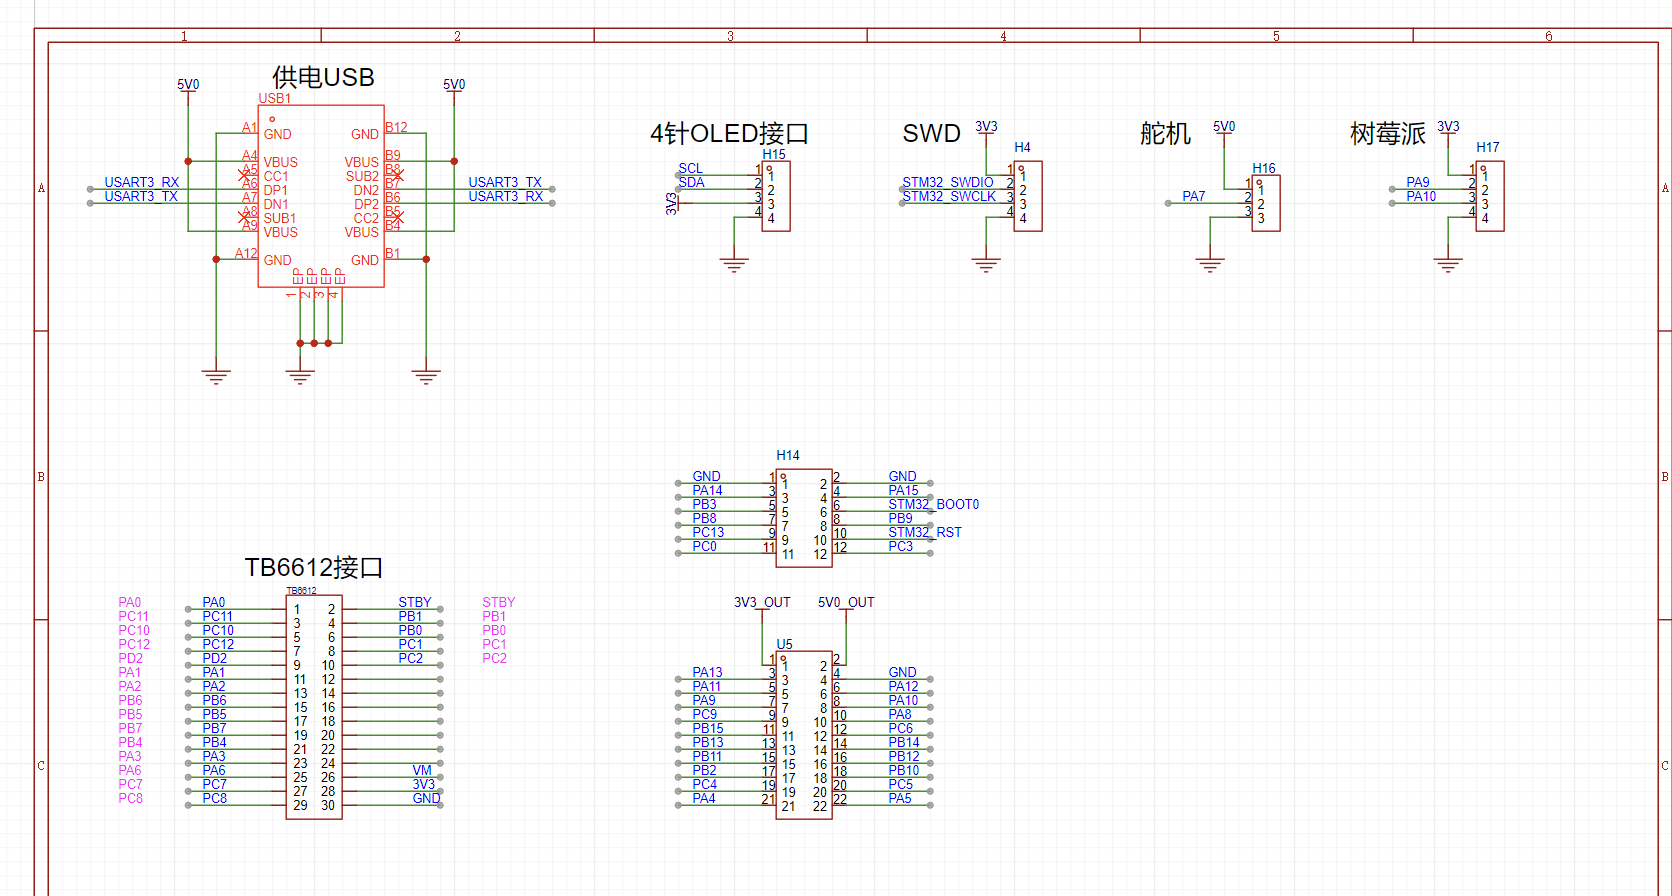 1 2 3 4 5 6
A A
B B
C C
供电USB
5V0 5V0
USB1
A1 GND GND B12
A4 VBUS VBUS B9
A5 CC1 SUB2 B8
USART3_RX A6 DP1 DN2 B7 USART3_TX
USART3_TX A7 DN1 DP2 B6 USART3_RX
A8 SUB1 CC2 B5
A9 VBUS VBUS B4
A12 GND GND B1
EP EP EP EP
1 2 3 4
4针OLED接口
H15
SCL 1 1
SDA 2 2
3V3 3 3
4 4
SWD
3V3
H4
1 1
STM32_SWDIO 2 2
STM32_SWCLK 3 3
4 4
舵机
5V0
H16
1 1
PA7 2 2
3 3
树莓派
3V3
H17
1 1
PA9 2 2
PA10 3 3
4 4
H14
GND 1 1 2 2 GND
PA14 3 3 4 4 PA15
PB3 5 5 6 6 STM32_BOOT0
PB8 7 7 8 8 PB9
PC13 9 9 10 10 STM32_RST
PC0 11 11 12 12 PC3
TB6612接口
TB6612
PA0 PA0 1 2 STBY STBY
PC11 PC11 3 4 PB1 PB1
PC10 PC10 5 6 PB0 PB0
PC12 PC12 7 8 PC1 PC1
PD2 PD2 9 10 PC2 PC2
PA1 PA1 11 12
PA2 PA2 13 14
PB6 PB6 15 16
PB5 PB5 17 18
PB7 PB7 19 20
PB4 PB4 21 22
PA3 PA3 23 24
PA6 PA6 25 26 VM
PC7 PC7 27 28 3V3
PC8 PC8 29 30 GND
3V3_OUT 5V0_OUT
U5
1 1 2 2
PA13 3 3 4 4 GND
PA11 5 5 6 6 PA12
PA9 7 7 8 8 PA10
PC9 9 9 10 10 PA8
PB15 11 11 12 12 PC6
PB13 13 13 14 14 PB14
PB11 15 15 16 16 PB12
PB2 17 17 18 18 PB10
PC4 19 19 20 20 PC5
PA4 21 21 22 22 PA5